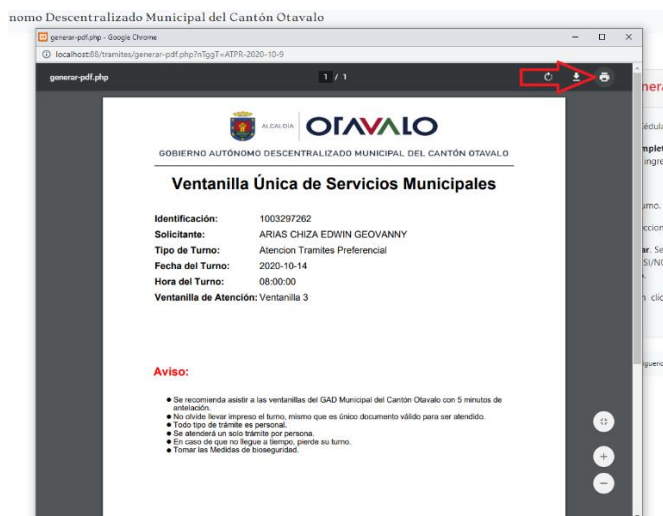 nomo Descentralizado Municipal del Cantón Otavalo
generar-pdf.php - Google Chrome
localhost:88/tramites/generar-pdf.php?nTggT=ATPR-2020-10-9
generar-pdf.php
1 / 1
ALCALDÍA OTAVALO
GOBIERNO AUTÓNOMO DESCENTRALIZADO MUNICIPAL DEL CANTÓN OTAVALO
Ventanilla Única de Servicios Municipales
Identificación: 1003297262
Solicitante: ARIAS CHIZA EDWIN GEOVANNY
Tipo de Turno: Atencion Tramites Preferencial
Fecha del Turno: 2020-10-14
Hora del Turno: 08:00:00
Ventanilla de Atención: Ventanilla 3
Aviso:
Se recomienda asistir a las ventanillas del GAD Municipal del Cantón Otavalo con 5 minutos de
antelación.
No olvide llevar impreso el turno, mismo que es único documento válido para ser atendido.
Todo tipo de trámite es personal.
Se atenderá un solo trámite por persona.
En caso de que no llegue a tiempo, pierde su turno.
Tomar las Medidas de bioseguridad.